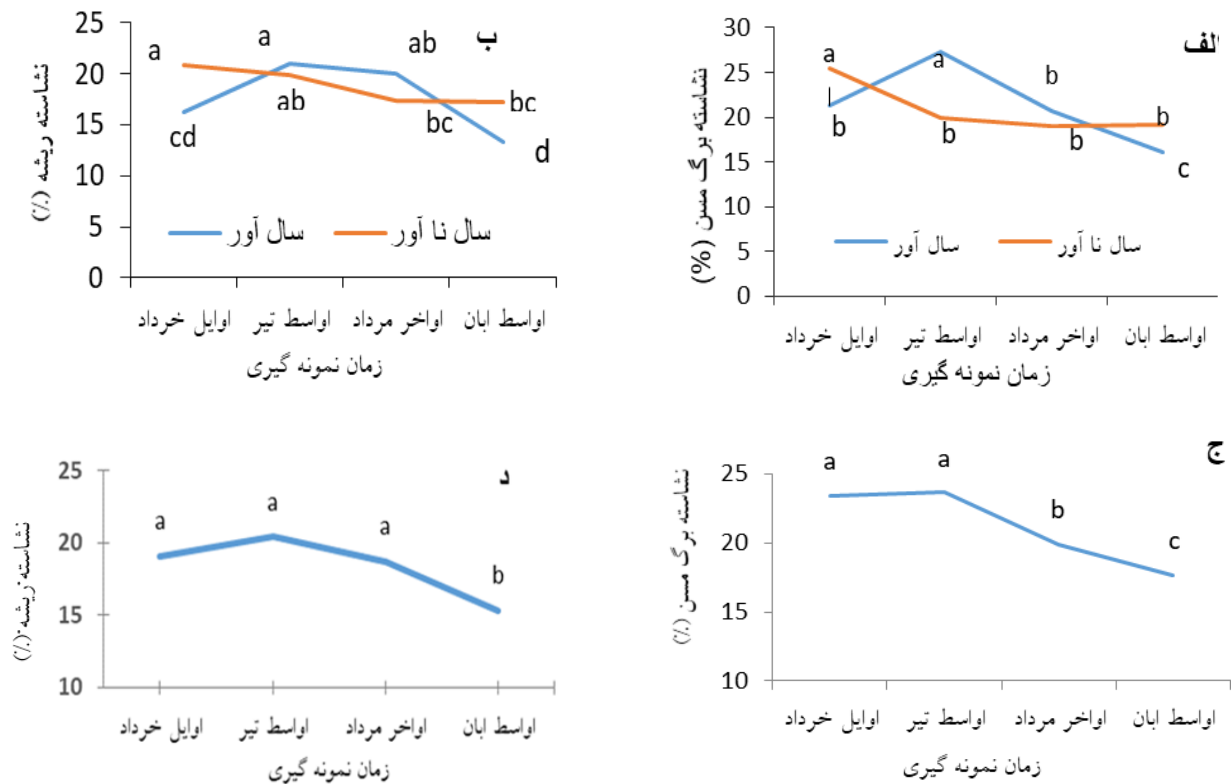 الف
نشاسته برگ مسن (%)
30
25
20
15
10
5
0
a
a
b
b
b
b
b
c
سال آور
سال نا آور
اوایل خرداد
اواسط تیر
اواخر مرداد
اواسط ابان
زمان نمونه گیری
ب
نشاسته ریشه (٪)
25
20
15
10
5
0
a
a
ab
cd
ab
bc
bc
d
سال آور
سال نا آور
اوایل خرداد
اواسط تیر
اواخر مرداد
اواسط ابان
زمان نمونه گیری
ج
نشاسته برگ مسن (٪)
25
20
15
10
a
a
b
c
اوایل خرداد
اواسط تیر
اواخر مرداد
اواسط ابان
زمان نمونه گیری
د
نشاسته·ریشه·(٪)
25
20
15
10
a
a
a
b
اوایل خرداد
اواسط تیر
اواخر مرداد
اواسط ابان
زمان نمونه گیری